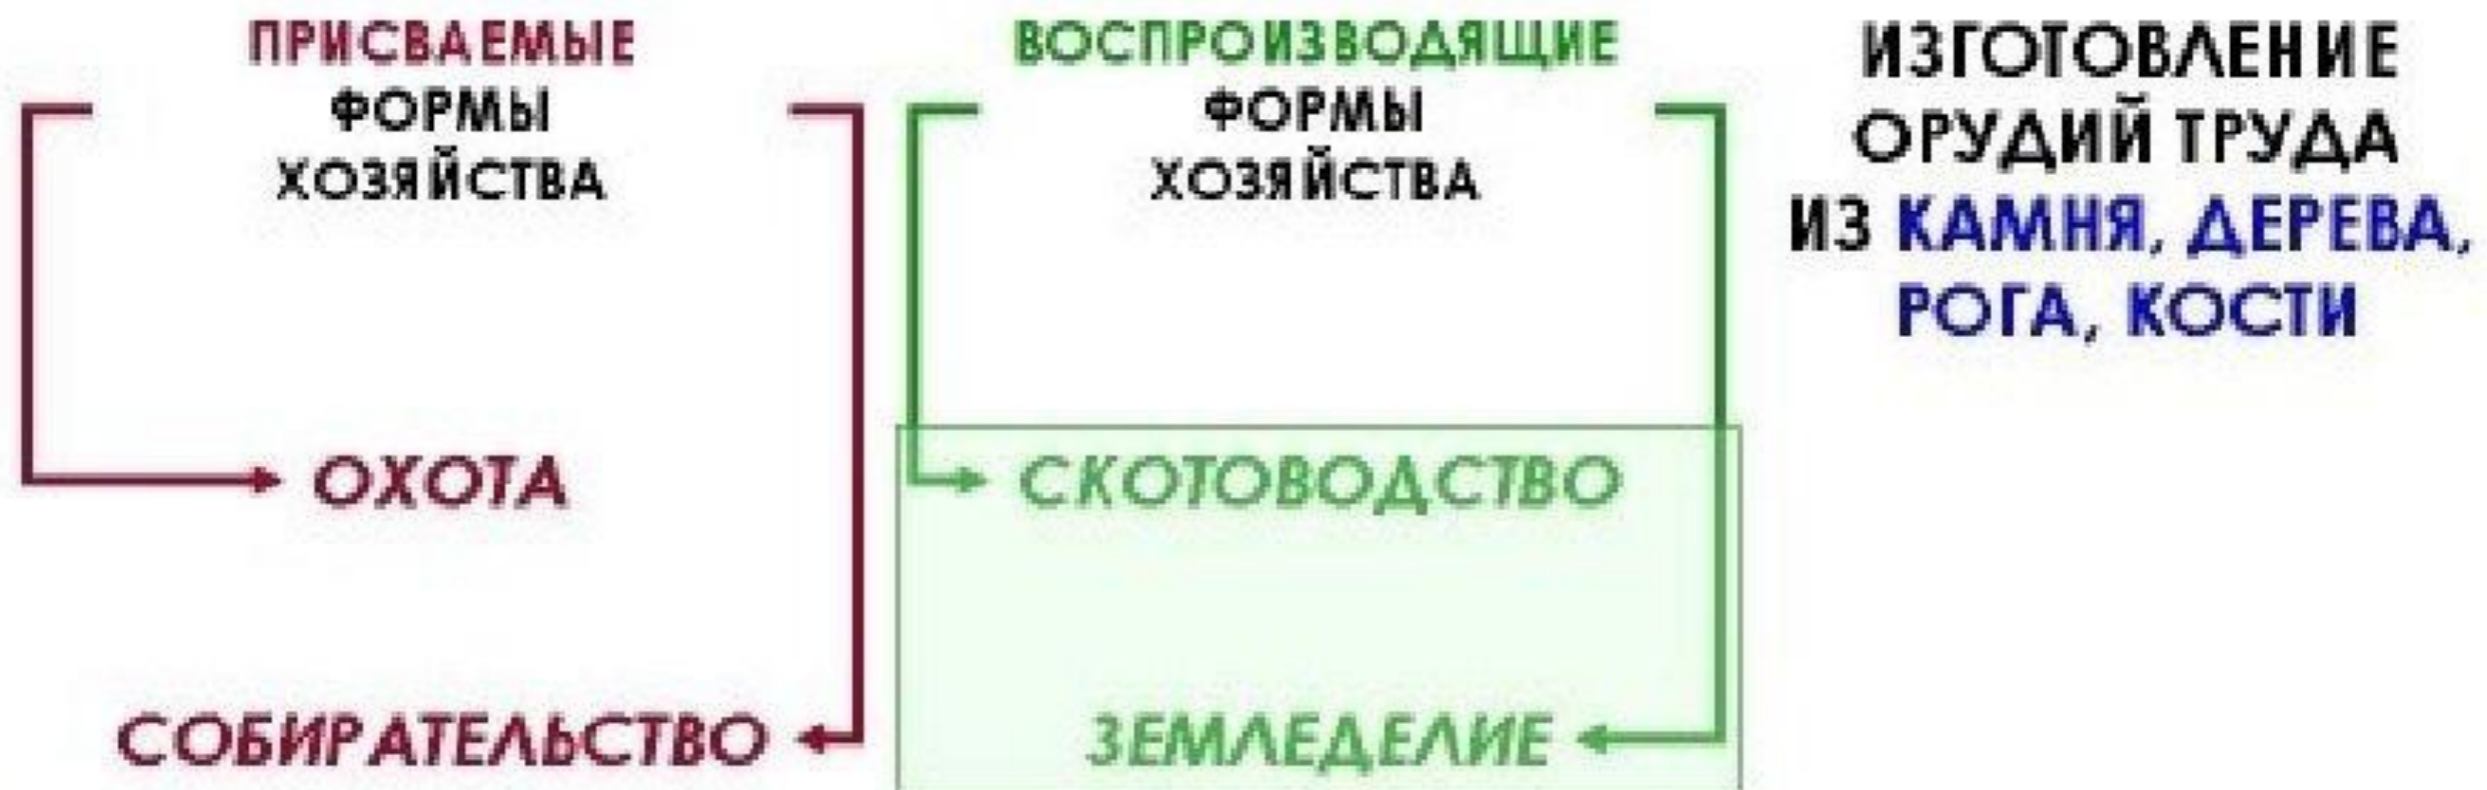 ПРИСВАЕМЫЕ
ФОРМЫ
ХОЗЯЙСТВА
ОХОТА
СОБИРАТЕЛЬСТВО
ВОСПРОИЗВОДЯЩИЕ
ФОРМЫ
ХОЗЯЙСТВА
СКОТОВОДСТВО
ЗЕМЛЕДЕЛИЕ
ИЗГОТОВЛЕНИЕ
ОРУДИЙ ТРУДА
ИЗ КАМНЯ, ДЕРЕВА,
РОГА, КОСТИ